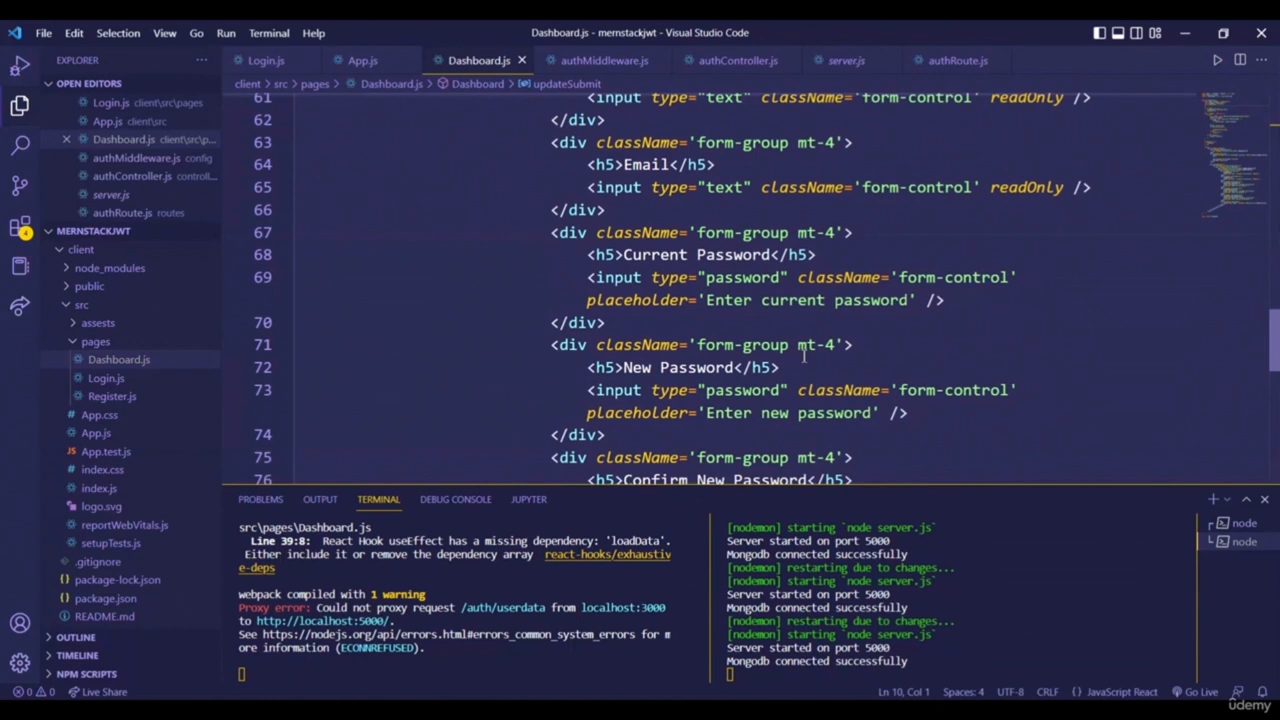 File Edit Selection View Go Run Terminal Help
Dashboard.js - mernstackjwt - Visual Studio Code
EXPLORER
Login.js App.js Dashboard.js authMiddleware.js authController.js server.js authRoute.js
OPEN EDITORS
Login.js client\src\pages
App.js client\src
Dashboard.js client\src\p...
authMiddleware.js config
authController.js controll...
server.js
authRoute.js routes
MERNSTACKJWT
client
node_modules
public
src
assests
pages
Dashboard.js
Login.js
Register.js
App.css
App.js
App.test.js
index.css
index.js
logo.svg
reportWebVitals.js
setupTests.js
.gitignore
package-lock.json
package.json
README.md
OUTLINE
TIMELINE
NPM SCRIPTS
4
client > src > pages > Dashboard.js > Dashboard > updateSubmit
61 <input type="text" className='form-control' readOnly />
62 </div>
63 <div className='form-group mt-4'>
64 <h5>Email</h5>
65 <input type="text" className='form-control' readOnly />
66 </div>
67 <div className='form-group mt-4'>
68 <h5>Current Password</h5>
69 <input type="password" className='form-control'
placeholder='Enter current password' />
70 </div>
71 <div className='form-group mt-4'>
72 <h5>New Password</h5>
73 <input type="password" className='form-control'
placeholder='Enter new password' />
74 </div>
75 <div className='form-group mt-4'>
76 <h5>Confirm New Password</h5>
PROBLEMS OUTPUT TERMINAL DEBUG CONSOLE JUPYTER
src\pages\Dashboard.js
Line 39:8: React Hook useEffect has a missing dependency: 'loadData'.
Either include it or remove the dependency array react-hooks/exhaustiv
e-deps
webpack compiled with 1 warning
Proxy error: Could not proxy request /auth/userdata from localhost:3000
to http://localhost:5000/.
See https://nodejs.org/api/errors.html#errors_common_system_errors for m
ore information (ECONNREFUSED).
[nodemon] starting `node server.js`
Server started on port 5000
Mongodb connected successfully
[nodemon] restarting due to changes...
[nodemon] starting `node server.js`
Server started on port 5000
Mongodb connected successfully
[nodemon] restarting due to changes...
[nodemon] starting `node server.js`
Server started on port 5000
Mongodb connected successfully
node
node
0 0 Live Share
Ln 10, Col 1 Spaces: 4 UTF-8 CRLF {} JavaScript React Go Live
udemy